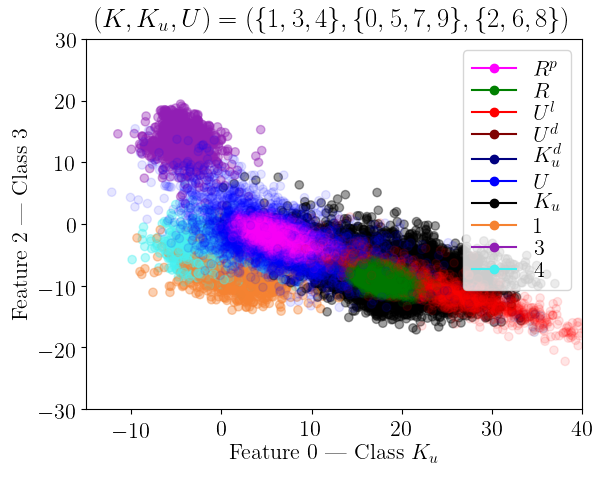 (K, K_u, U) = ({1, 3, 4}, {0, 5, 7, 9}, {2, 6, 8})
30
20
10
0
−10
−20
−30
Feature 2 — Class 3
R^p
R
U^l
U^d
K_u^d
U
K_u
1
3
4
−10 0 10 20 30 40
Feature 0 — Class K_u